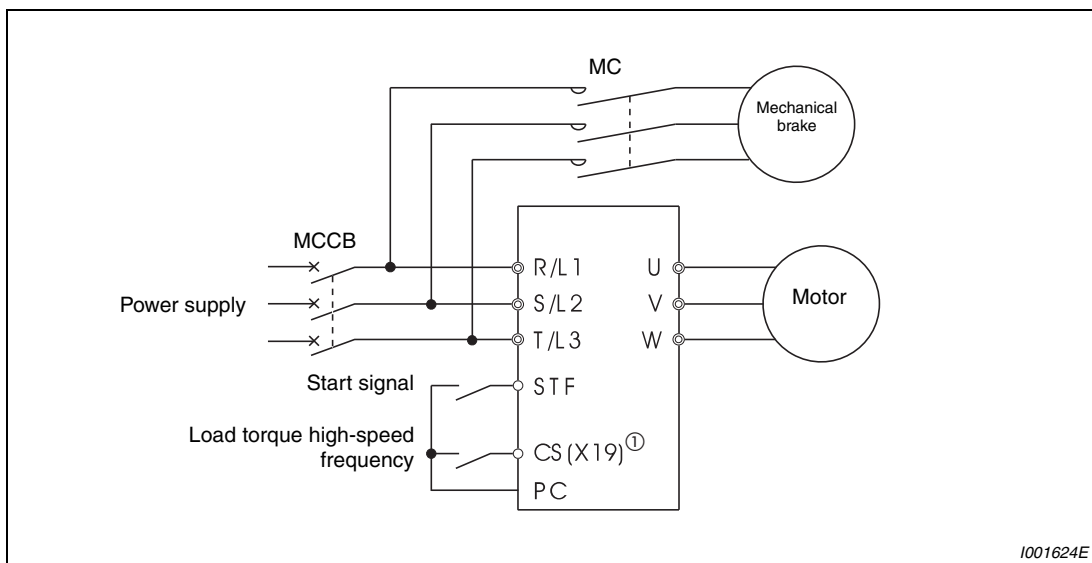 MC
Mechanical
brake
MCCB
R/L1
U
Power supply
S/L2
V
Motor
T/L3
W
Start signal
STF
Load torque high-speed
frequency
CS(X19)①
PC
I001624E